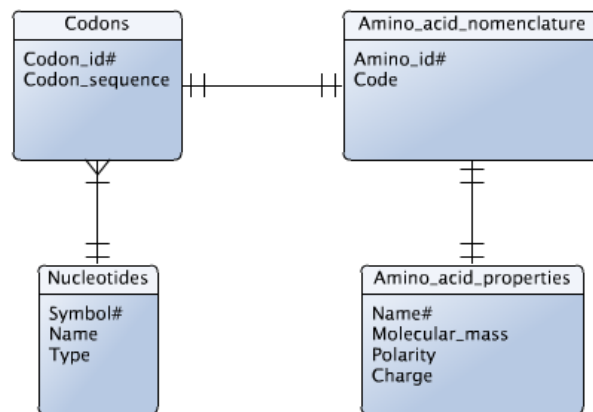 Codons
Codon_id#
Codon_sequence
Amino_acid_nomenclature
Amino_id#
Code
Nucleotides
Symbol#
Name
Type
Amino_acid_properties
Name#
Molecular_mass
Polarity
Charge